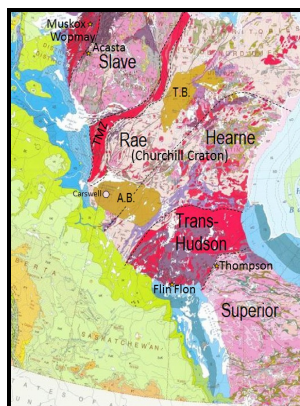 Muskox
Wopmay
Acasta
Slave
T.B.
TMZ
Rae
Hearne
(Churchill Craton)
Carswell
A.B.
Trans-
Hudson
Thompson
Flin Flon
Superior
SASKATCHEWAN